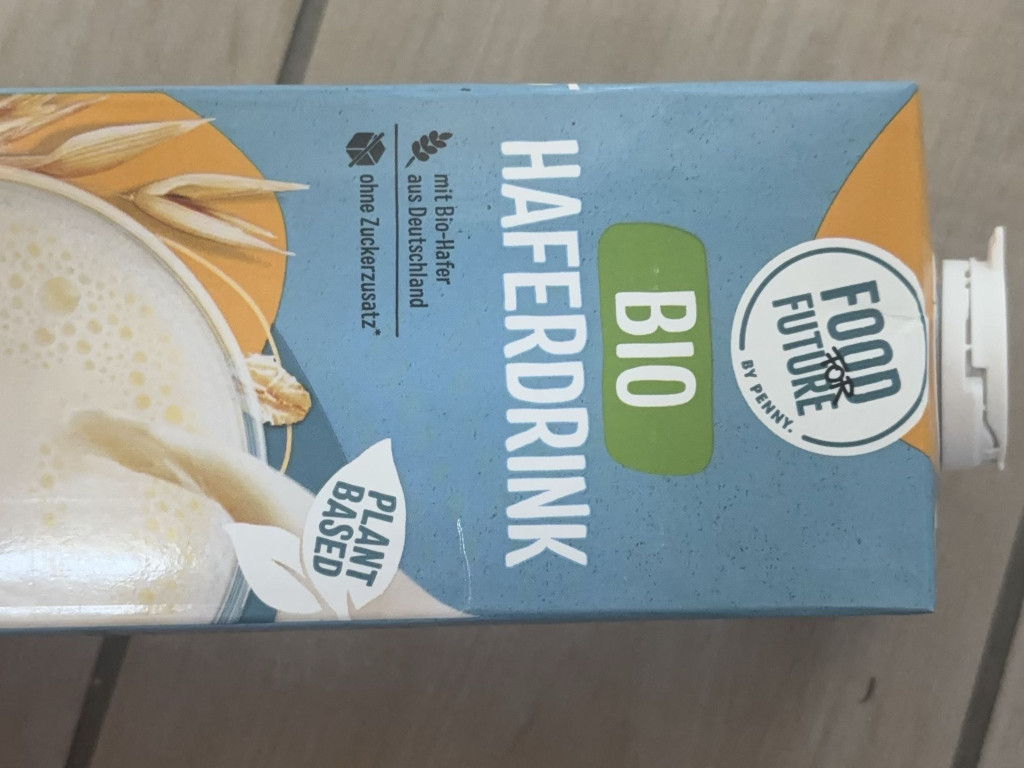 FOOD
FOR
FUTURE
BY PENNY.
BIO
HAFERDRINK
mit Bio-Hafer
aus Deutschland
ohne Zuckerzusatz*
PLANT
BASED